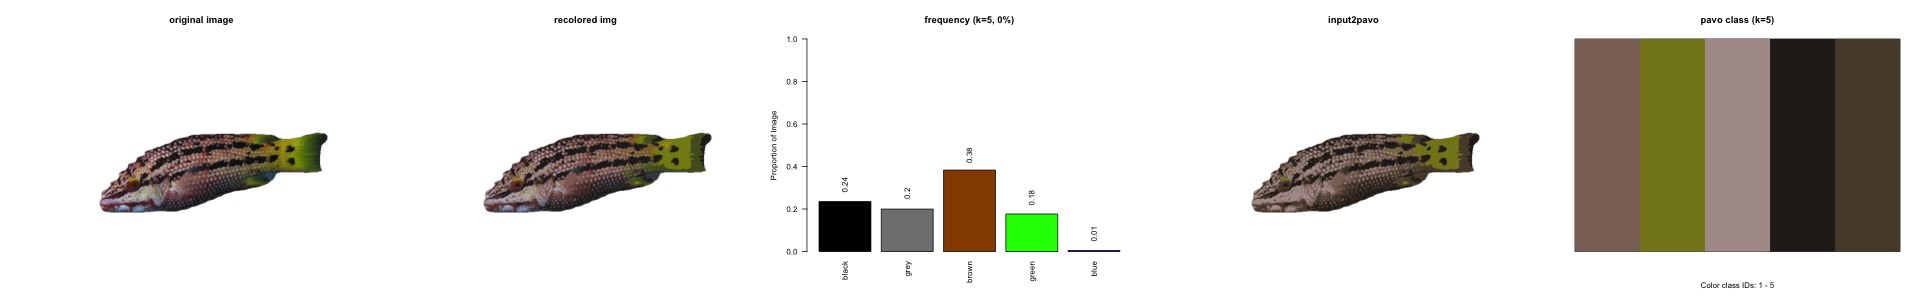 original image
recolored img
frequency (k=5, 0%)
input2pavo
pavo class (k=5)
Proportion of Image
1.0
0.8
0.6
0.4
0.2
0.0
0.24
0.2
0.38
0.18
0.01
black
grey
brown
green
blue
Color class IDs: 1 - 5